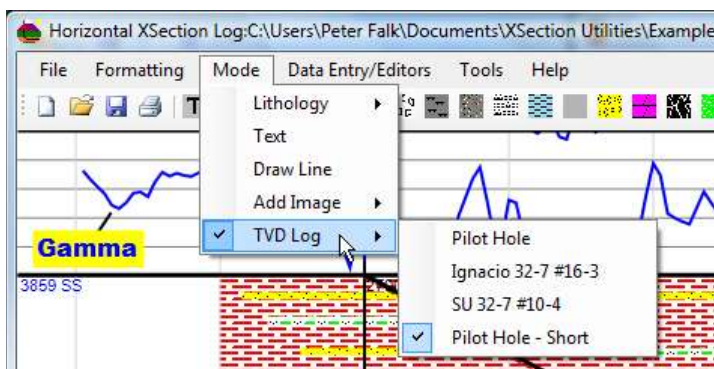 Horizontal XSection Log:C:\Users\Peter Falk\Documents\XSection Utilities\Example
File Formatting Mode Data Entry/Editors Tools Help
T
Lithology
Text
Draw Line
Add Image
TVD Log
Pilot Hole
Ignacio 32-7 #16-3
SU 32-7 #10-4
Pilot Hole - Short
Gamma
3859 SS